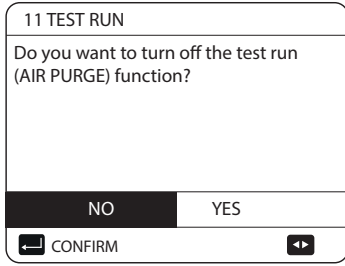 11 TEST RUN
Do you want to turn off the test run
(AIR PURGE) function?
NO YES
CONFIRM